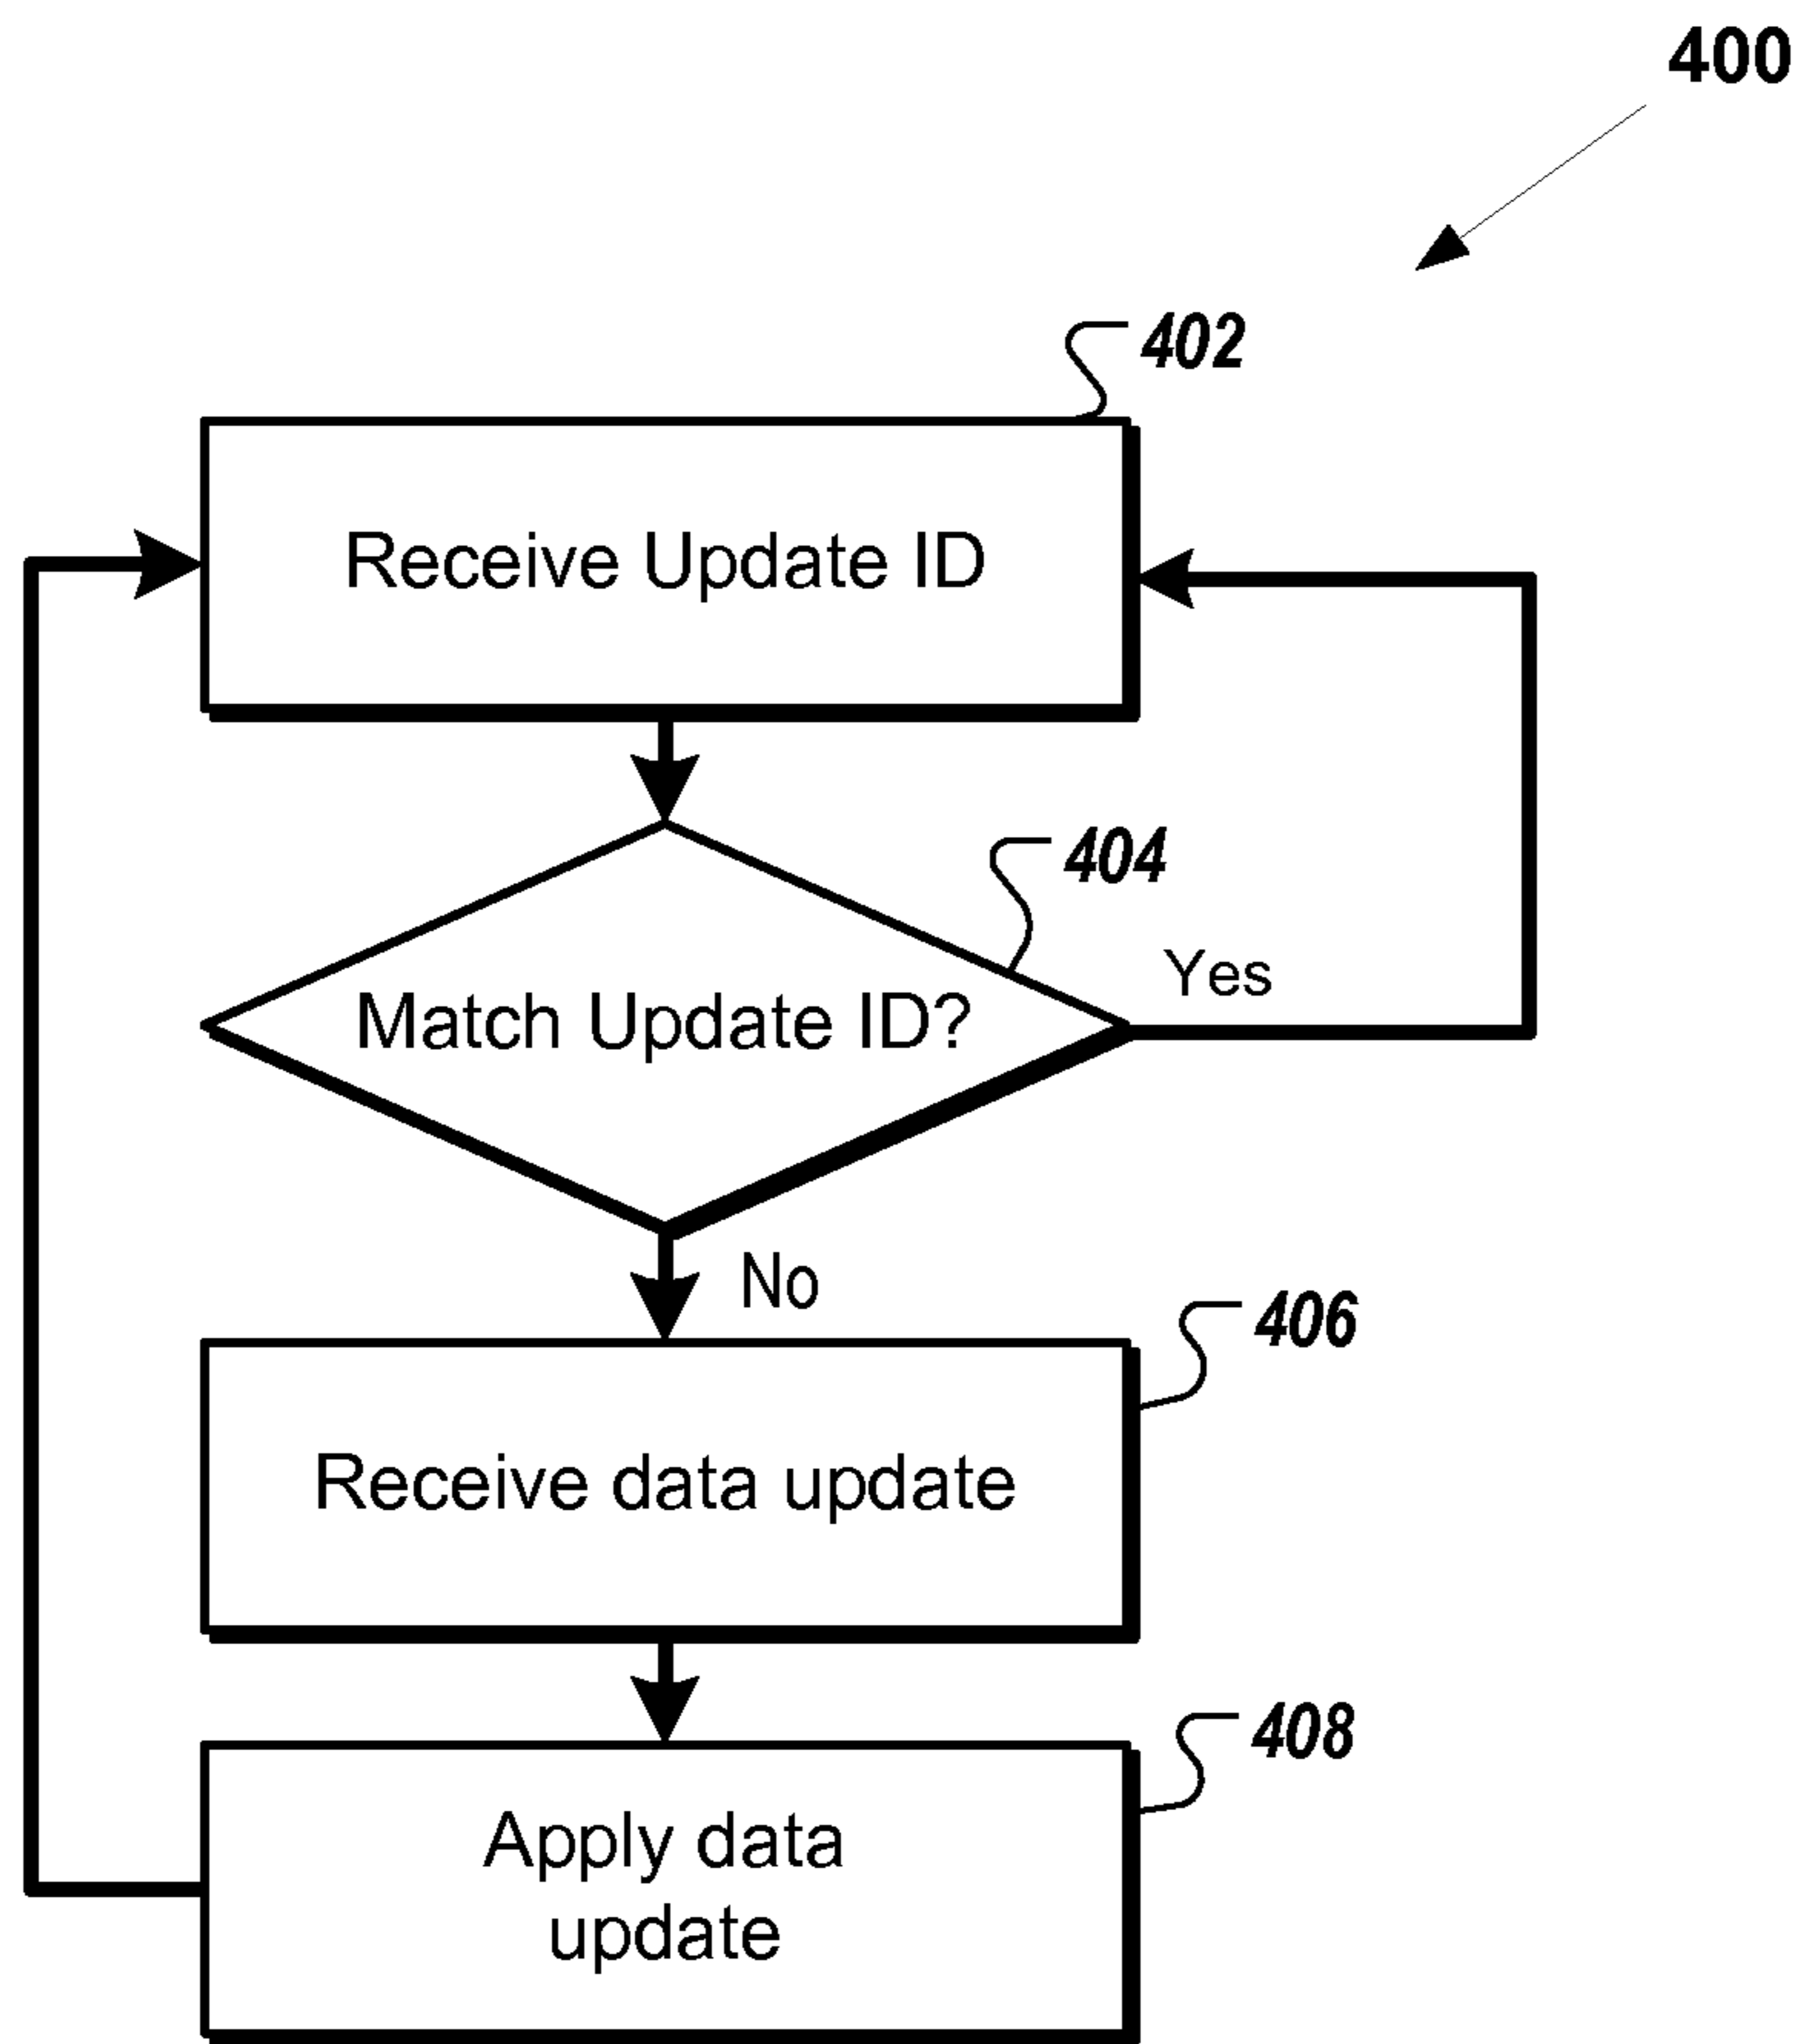 400
402
Receive Update ID
404
Match Update ID?
Yes
No
406
Receive data update
408
Apply data
update